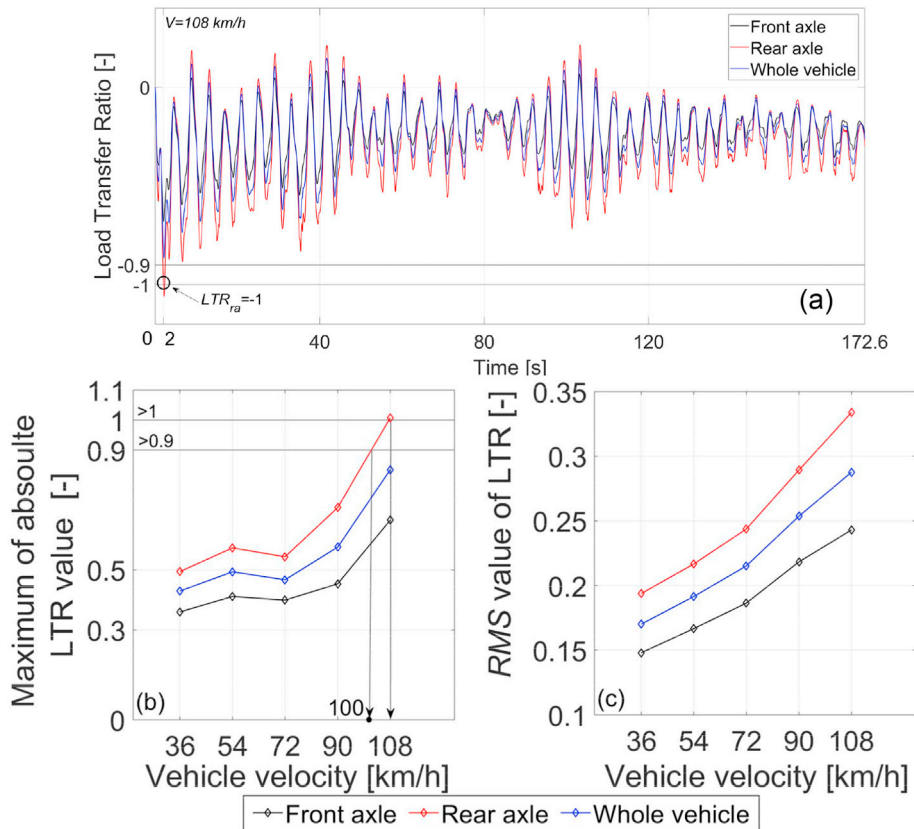 V=108 km/h
Front axle
Rear axle
Whole vehicle
Load Transfer Ratio [-]
0
-0.9
-1
LTRra=-1
(a)
0 2 40 80 120 172.6
Time [s]
Maximum of absoulte
LTR value [-]
1.1
1
0.9
0.5
0.3
0
>1
>0.9
(b)
100
36 54 72 90 108
Vehicle velocity [km/h]
RMS value of LTR [-]
0.35
0.3
0.25
0.2
0.15
0.1
(c)
36 54 72 90 108
Vehicle velocity [km/h]
Front axle Rear axle Whole vehicle